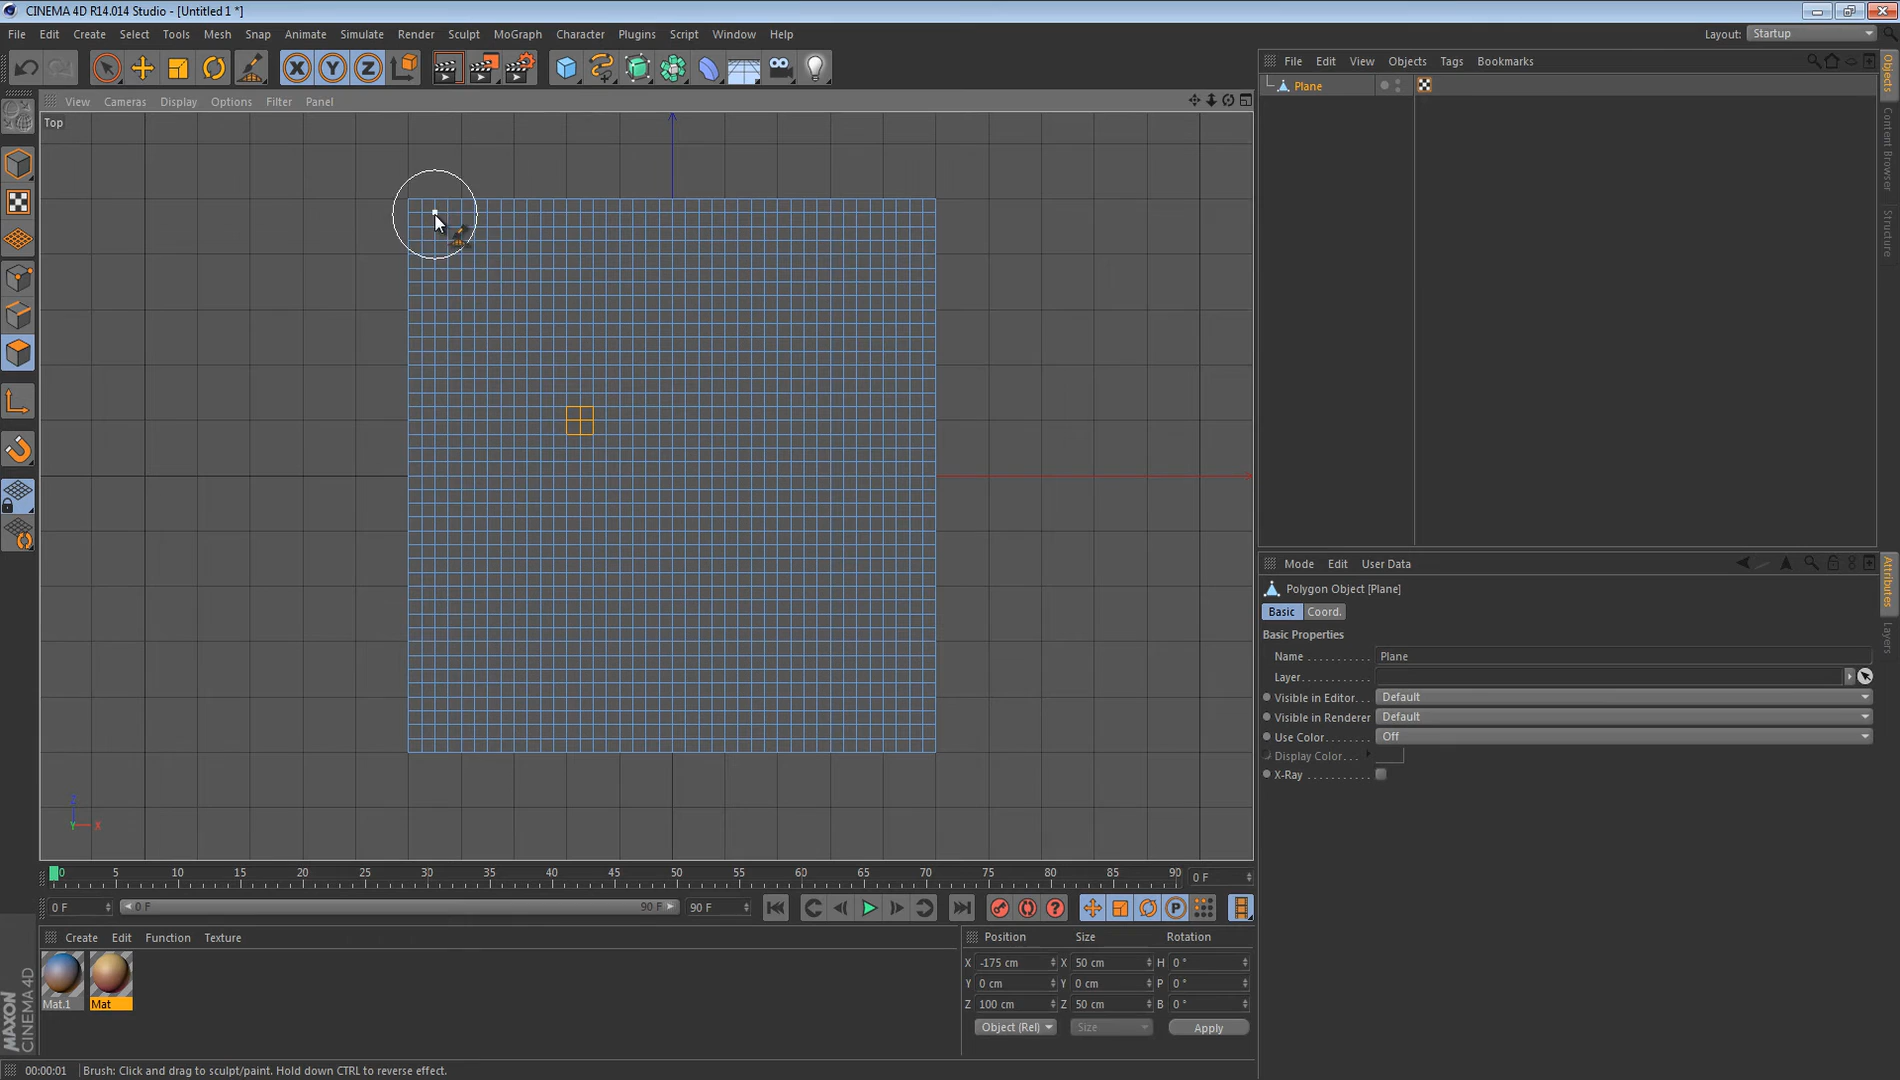 CINEMA 4D R14.014 Studio - [Untitled 1 *]
File Edit Create Select Tools Mesh Snap Animate Simulate Render Sculpt MoGraph Character Plugins Script Window Help
Layout: Startup
X Y Z
View Cameras Display Options Filter Panel
Top
Y X
0 5 10 15 20 25 30 35 40 45 50 55 60 65 70 75 80 85 90 0 F
0 F 0 F 90 F 90 F
P
Create Edit Function Texture
Mat.1 Mat
Position Size Rotation
X -175 cm X 50 cm H 0 °
Y 0 cm Y 0 cm P 0 °
Z 100 cm Z 50 cm B 0 °
Object (Rel) Size Apply
MAXON
CINEMA 4D
00:00:01 Brush: Click and drag to sculpt/paint. Hold down CTRL to reverse effect.
File Edit View Objects Tags Bookmarks
Plane
Objects
Content Browser
Structure
Mode Edit User Data
Polygon Object [Plane]
Basic Coord.
Basic Properties
Name . . . . . . . . . . . Plane
Layer. . . . . . . . . . . .
Visible in Editor. . . Default
Visible in Renderer Default
Use Color. . . . . . . . Off
Display Color. . . .
X-Ray . . . . . . . . . . .
Attributes
Layers